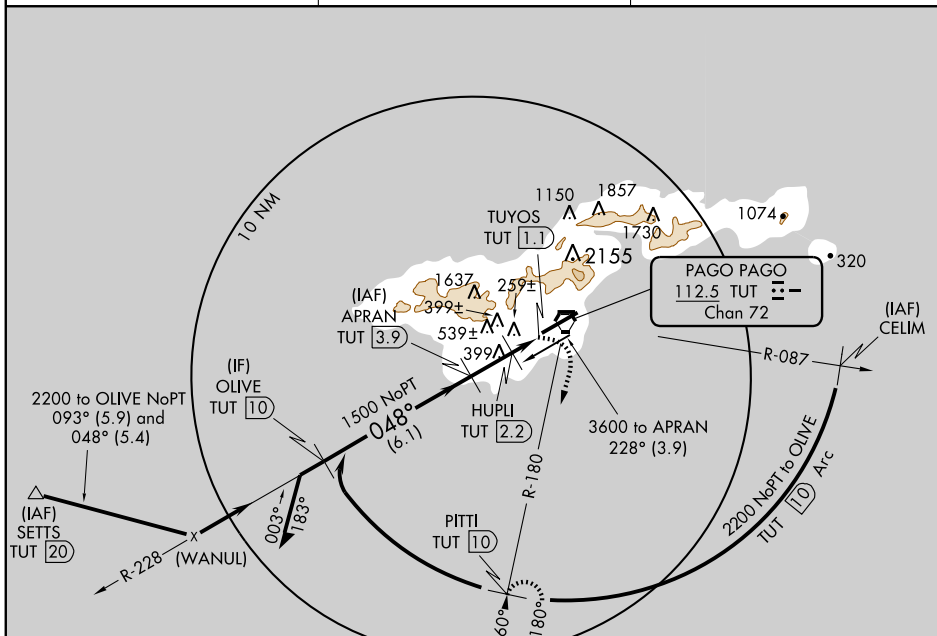 10 NM
1150
1857
1730
1074
320
TUYOS
TUT 1.1
2155
PAGO PAGO
112.5 TUT
Chan 72
1637
259±
399±
539±
399
(IAF)
APRAN
TUT 3.9
(IAF)
CELIM
R-087
(IF)
OLIVE
TUT 10
1500 NoPT
048°
(6.1)
HUPLI
TUT 2.2
3600 to APRAN
228° (3.9)
2200 to OLIVE NoPT
093° (5.9) and
048° (5.4)
R-180
2200 NoPT to OLIVE
TUT 10 Arc
(IAF)
SETTS
TUT 20
(WANUL)
R-228
003°
183°
PITTI
TUT 10
60°
180°